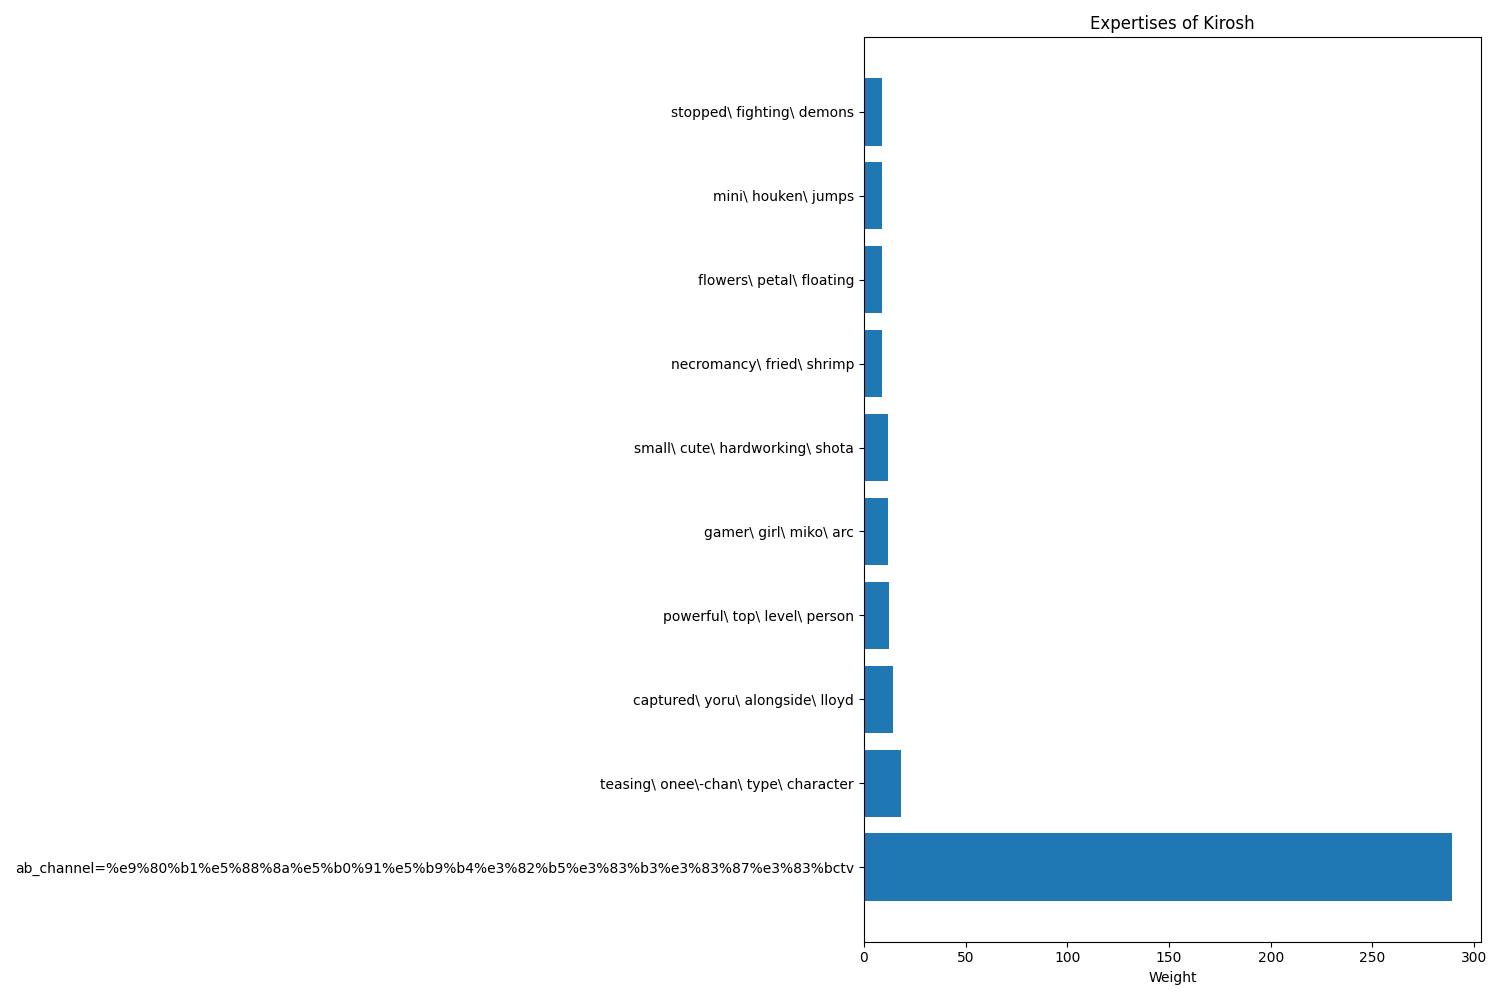 Expertises of Kirosh
stopped\ fighting\ demons
mini\ houken\ jumps
flowers\ petal\ floating
necromancy\ fried\ shrimp
small\ cute\ hardworking\ shota
gamer\ girl\ miko\ arc
powerful\ top\ level\ person
captured\ yoru\ alongside\ lloyd
teasing\ onee\-chan\ type\ character
ab_channel=%e9%80%b1%e5%88%8a%e5%b0%91%e5%b9%b4%e3%82%b5%e3%83%b3%e3%83%87%e3%83%bctv
0 50 100 150 200 250 300
Weight